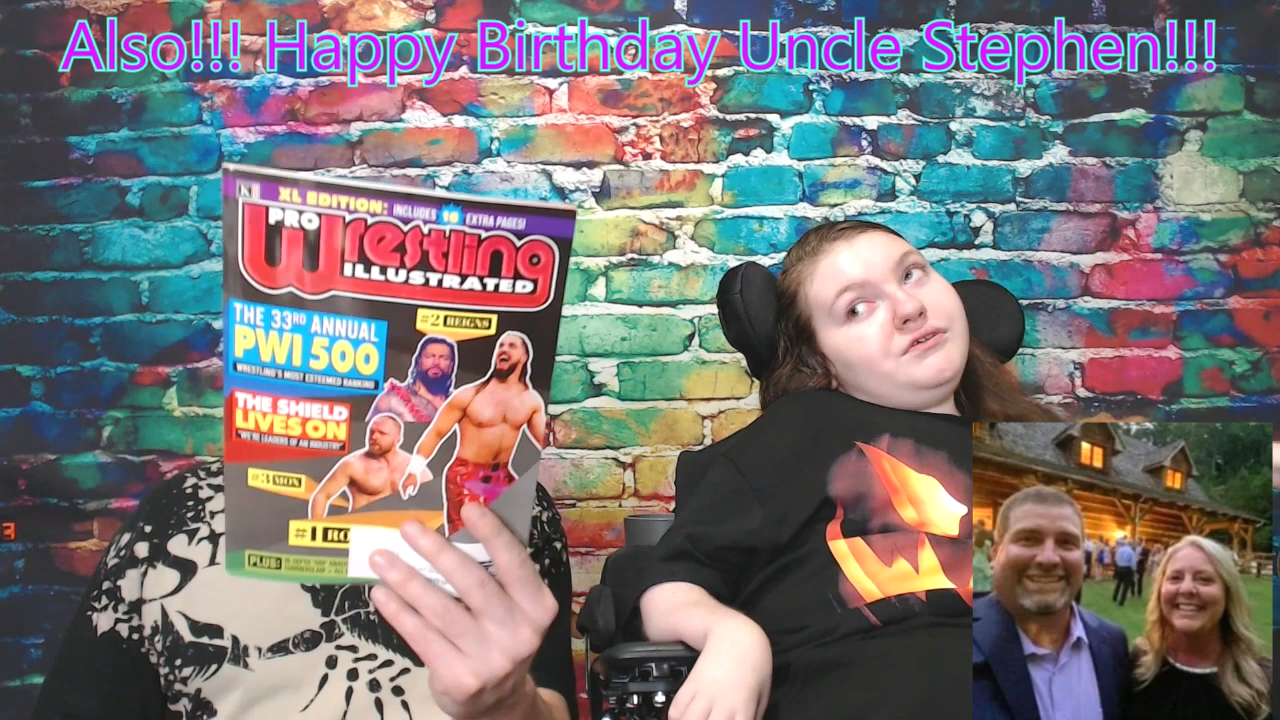 Also!!! Happy Birthday Uncle Stephen!!!
XL EDITION: INCLUDES 16 EXTRA PAGES!
PRO
Wrestling
ILLUSTRATED
THE 33RD ANNUAL
PWI 500
WRESTLING'S MOST ESTEEMED RANKING
#2 REIGNS
THE SHIELD
LIVES ON
"WE'RE LEADERS OF AN INDUSTRY"
#3 MOX
#1 RO
PLUS: